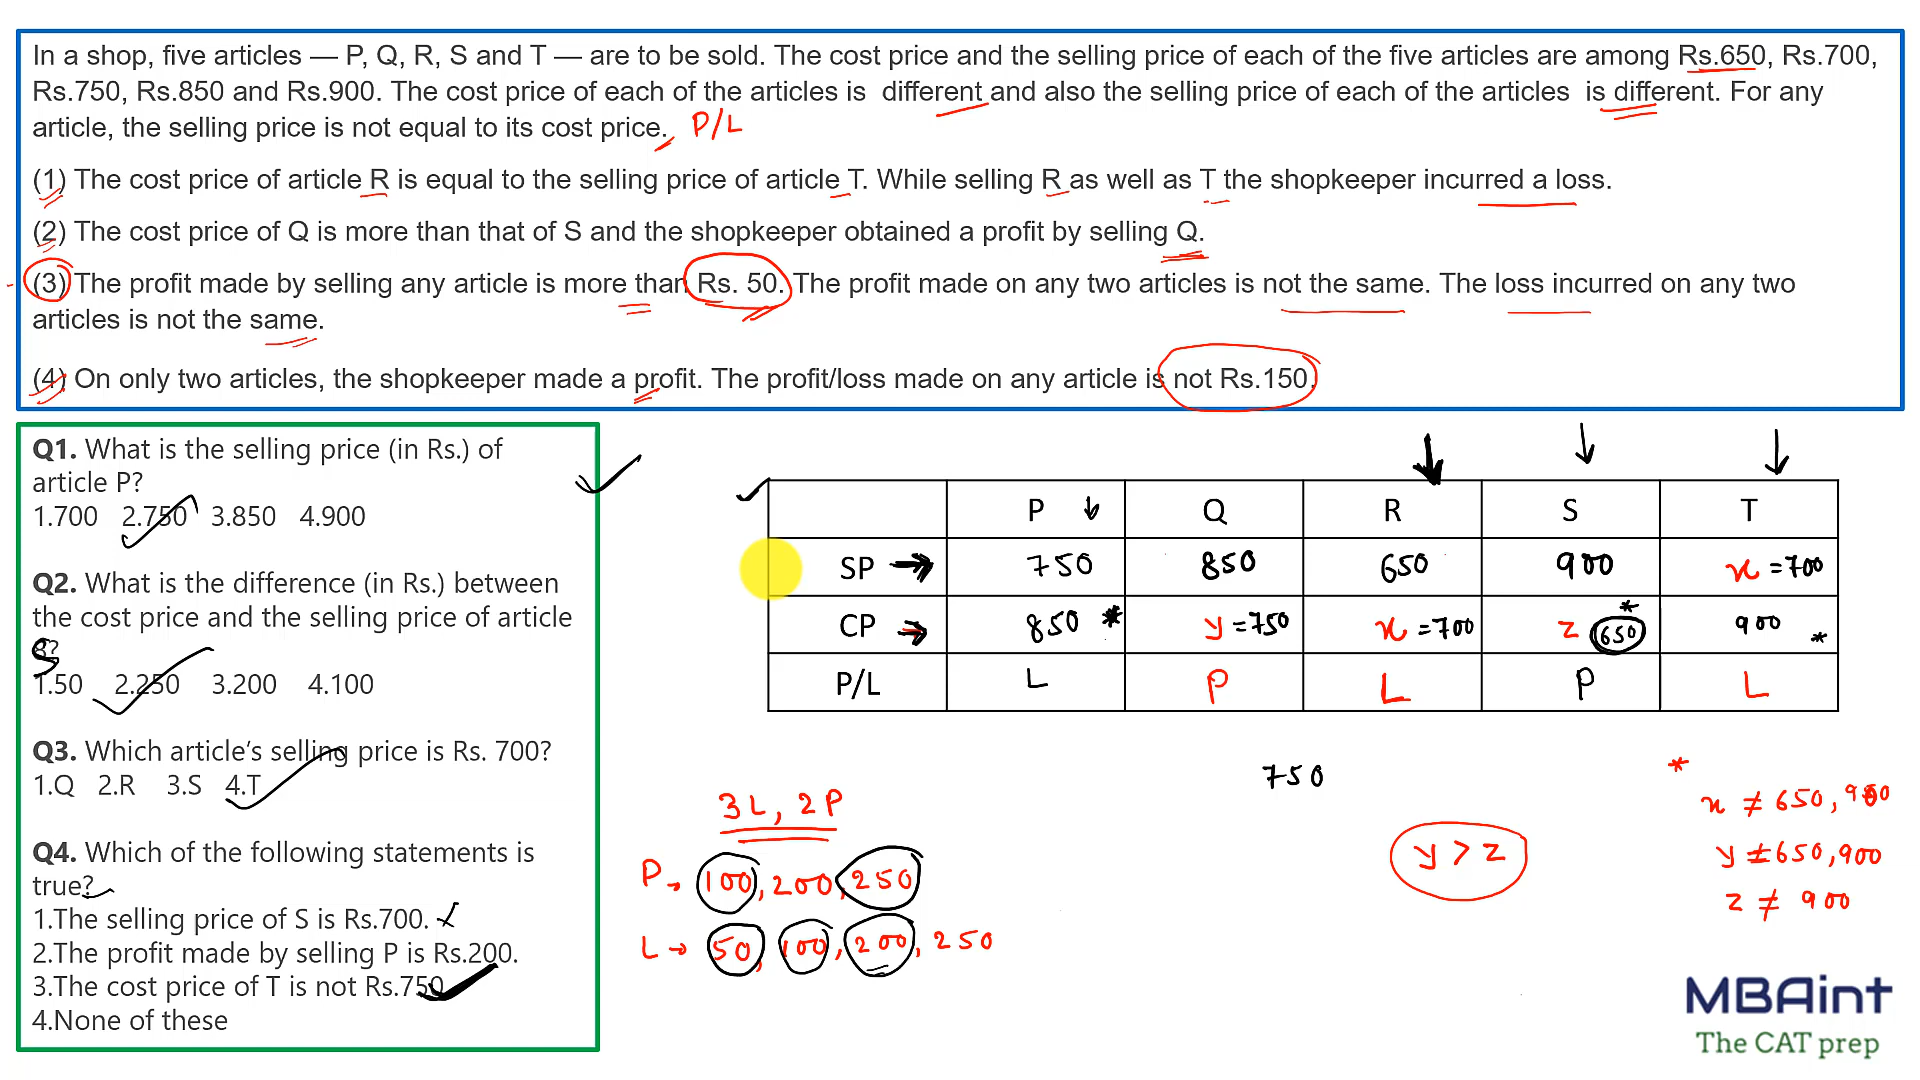 In a shop, five articles — P, Q, R, S and T — are to be sold. The cost price and the selling price of each of the five articles are among Rs.650, Rs.700,
Rs.750, Rs.850 and Rs.900. The cost price of each of the articles is different and also the selling price of each of the articles is different. For any
article, the selling price is not equal to its cost price. P/L
(1) The cost price of article R is equal to the selling price of article T. While selling R as well as T the shopkeeper incurred a loss.
(2) The cost price of Q is more than that of S and the shopkeeper obtained a profit by selling Q.
(3) The profit made by selling any article is more than Rs. 50. The profit made on any two articles is not the same. The loss incurred on any two
articles is not the same.
(4) On only two articles, the shopkeeper made a profit. The profit/loss made on any article is not Rs.150.
Q1. What is the selling price (in Rs.) of
article P?
1.700 2.750 3.850 4.900
Q2. What is the difference (in Rs.) between
the cost price and the selling price of article
S?
1.50 2.250 3.200 4.100
Q3. Which article's selling price is Rs. 700?
1.Q 2.R 3.S 4.T
Q4. Which of the following statements is
true?
1.The selling price of S is Rs.700.
2.The profit made by selling P is Rs.200.
3.The cost price of T is not Rs.750
4.None of these
P Q R S T
SP 750 850 650 900 x = 700
CP 850 * y = 750 x = 700 z 650 * 900 *
P/L L P L P L
750
3L, 2P
P → 100, 200, 250
L → 50, 100, 200, 250
y > z
*
x ≠ 650, 900
y ≠ 650, 900
z ≠ 900
MBAint
The CAT prep